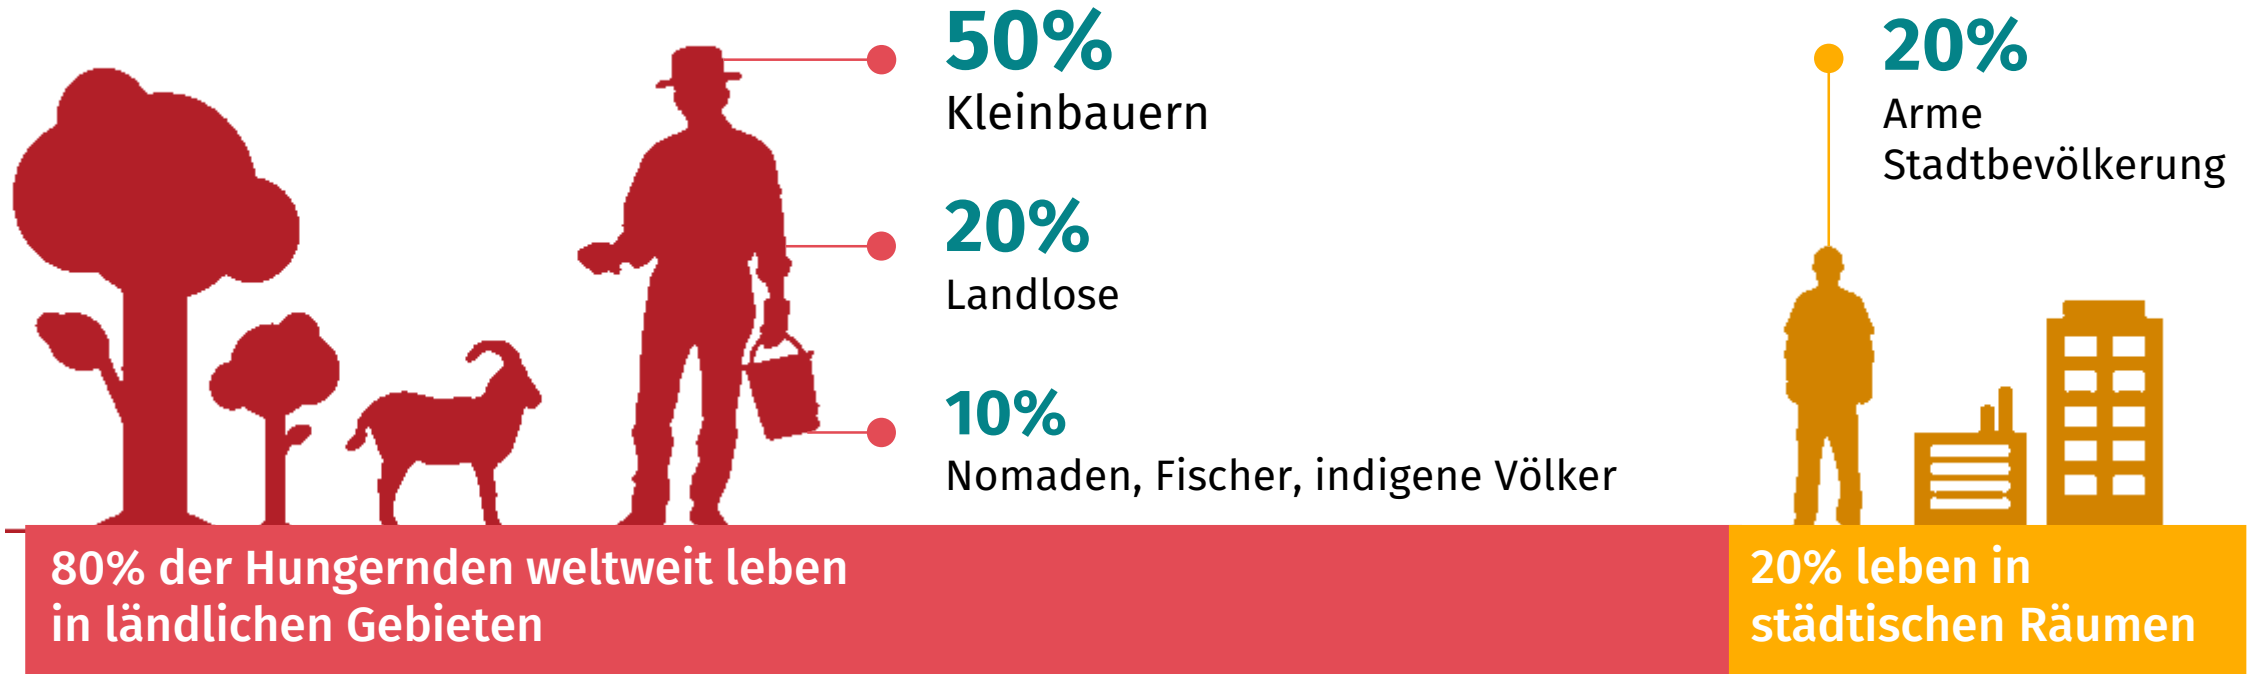 50%
Kleinbauern
20%
Landlose
10%
Nomaden, Fischer, indigene Völker
80% der Hungernden weltweit leben
in ländlichen Gebieten
20%
Arme
Stadtbevölkerung
20% leben in
städtischen Räumen